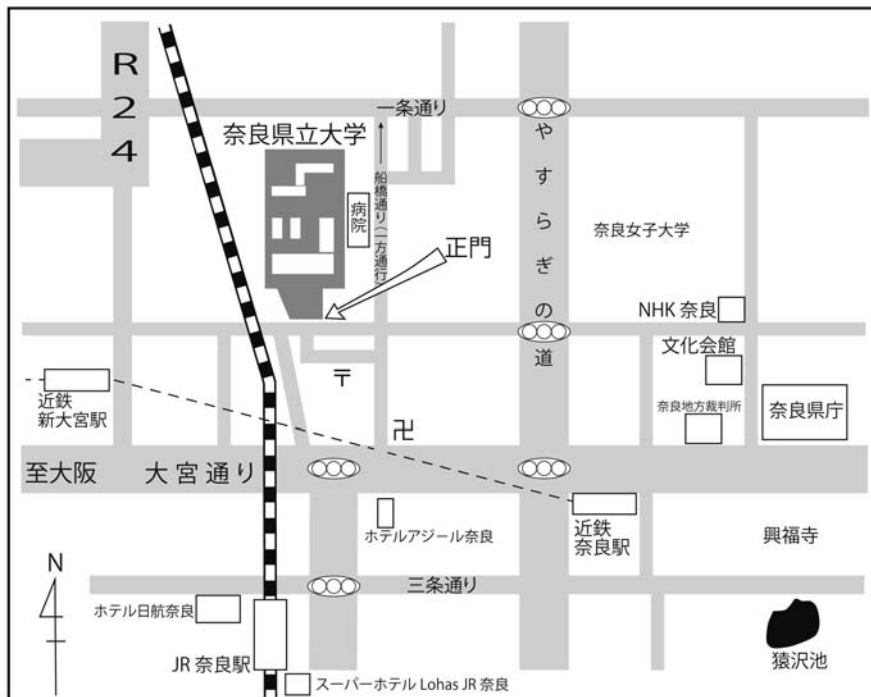 R24
一条通り
奈良県立大学
病院
船橋通り(一方通行)
正門
やすらぎの道
奈良女子大学
NHK 奈良
文化会館
奈良地方裁判所
奈良県庁
近鉄
新大宮駅
〒
卍
至大阪
大宮通り
ホテルアジール奈良
近鉄
奈良駅
興福寺
N
三条通り
ホテル日航奈良
JR 奈良駅
スーパーホテル Lohas JR 奈良
猿沢池